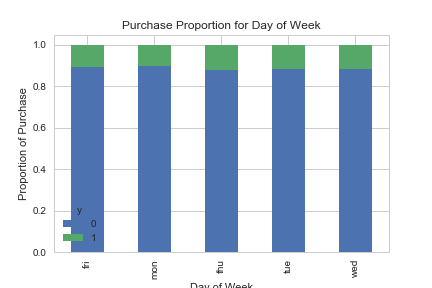 Purchase Proportion for Day of Week
Proportion of Purchase
1.0
0.8
0.6
0.4
0.2
0.0
y
0
1
fri
mon
thu
tue
wed
Day of Week